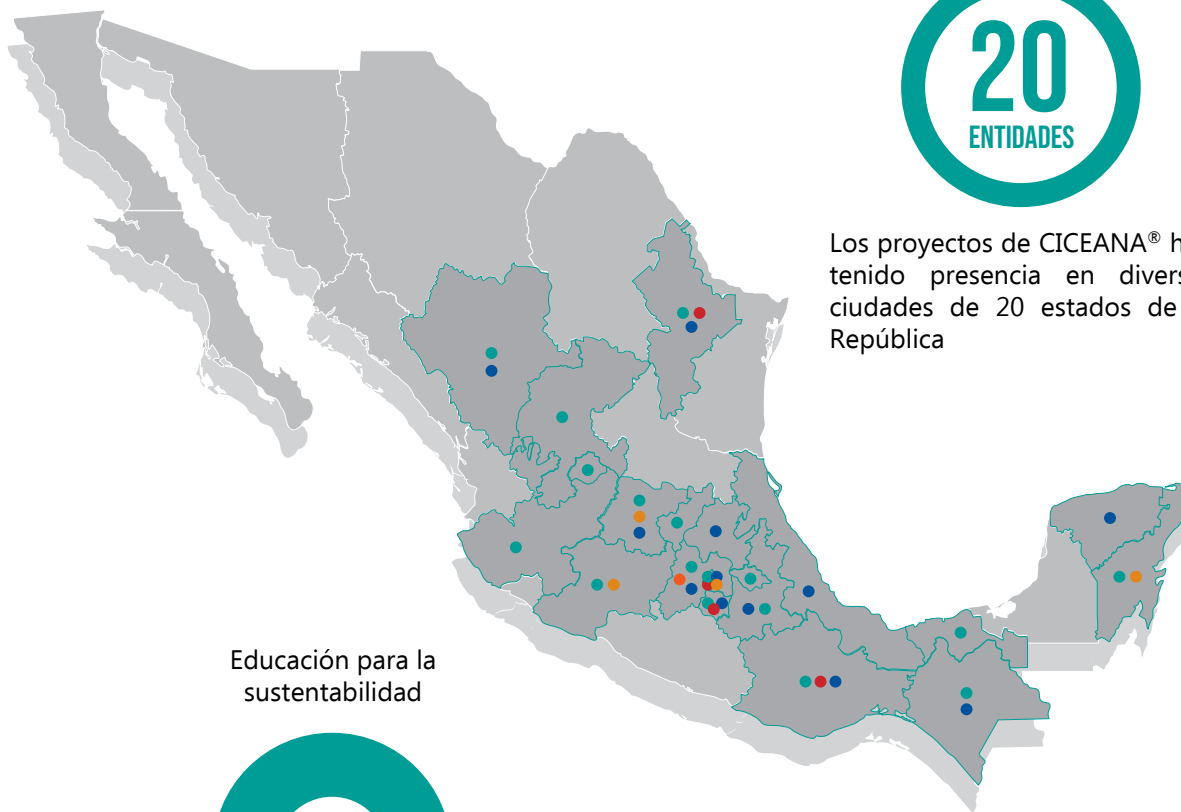 20
ENTIDADES
Los proyectos de CICEANA® h
tenido presencia en divers
ciudades de 20 estados de
República
Educación para la
sustentabilidad